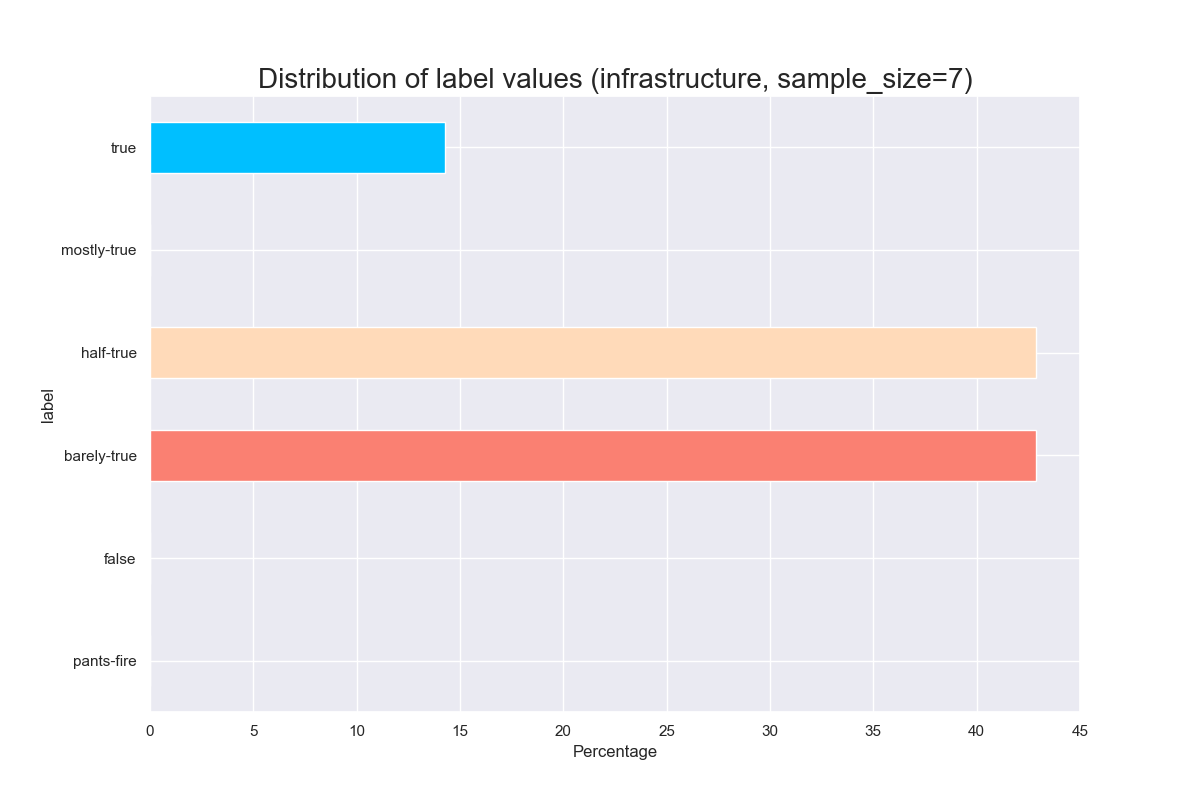 Distribution of label values (infrastructure, sample_size=7)
true
mostly-true
half-true
barely-true
false
pants-fire
label
0 5 10 15 20 25 30 35 40 45
Percentage